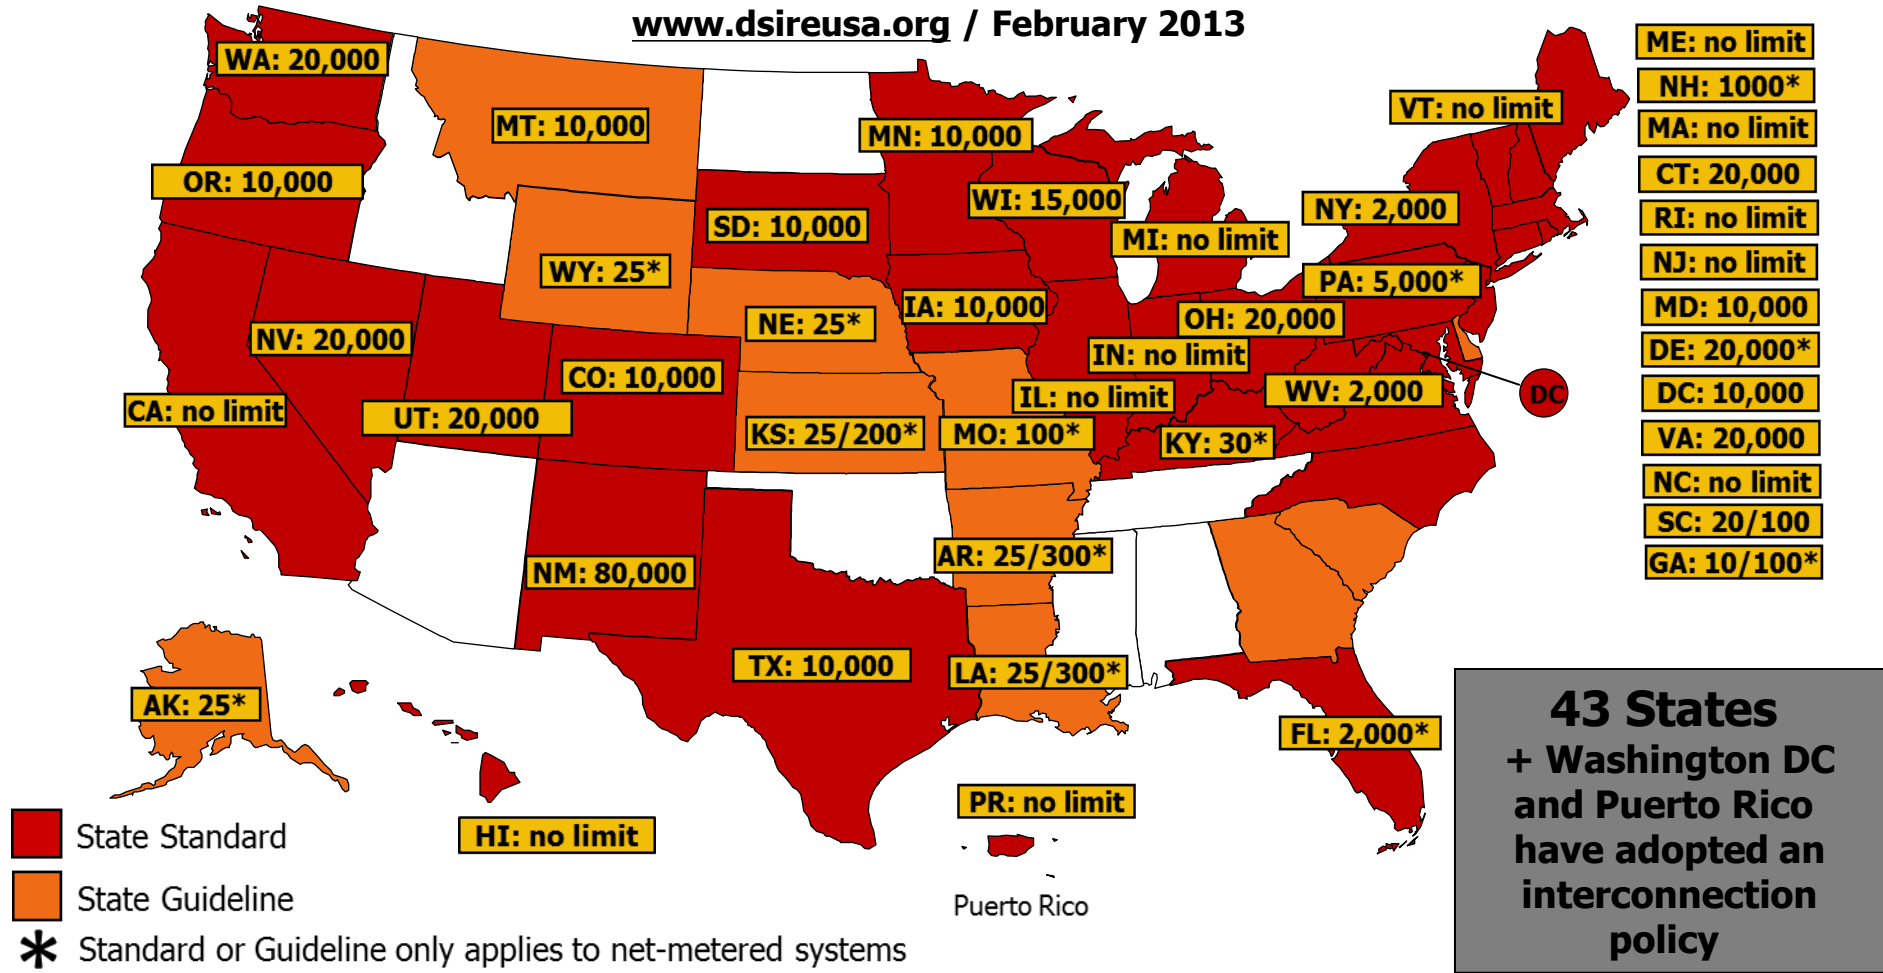 www.dsireusa.org / February 2013
WA: 20,000
MT: 10,000
OR: 10,000
MN: 10,000
VT: no limit
WI: 15,000
SD: 10,000
NY: 2,000
MI: no limit
WY: 25*
PA: 5,000*
IA: 10,000
NE: 25*
OH: 20,000
NV: 20,000
IN: no limit
CO: 10,000
IL: no limit
WV: 2,000
CA: no limit
UT: 20,000
KS: 25/200*
MO: 100*
KY: 30*
DC
AR: 25/300*
NM: 80,000
TX: 10,000
LA: 25/300*
AK: 25*
FL: 2,000*
PR: no limit
HI: no limit
Puerto Rico
ME: no limit
NH: 1000*
MA: no limit
CT: 20,000
RI: no limit
NJ: no limit
MD: 10,000
DE: 20,000*
DC: 10,000
VA: 20,000
NC: no limit
SC: 20/100
GA: 10/100*
State Standard
State Guideline
* Standard or Guideline only applies to net-metered systems
43 States
+ Washington DC
and Puerto Rico
have adopted an
interconnection
policy